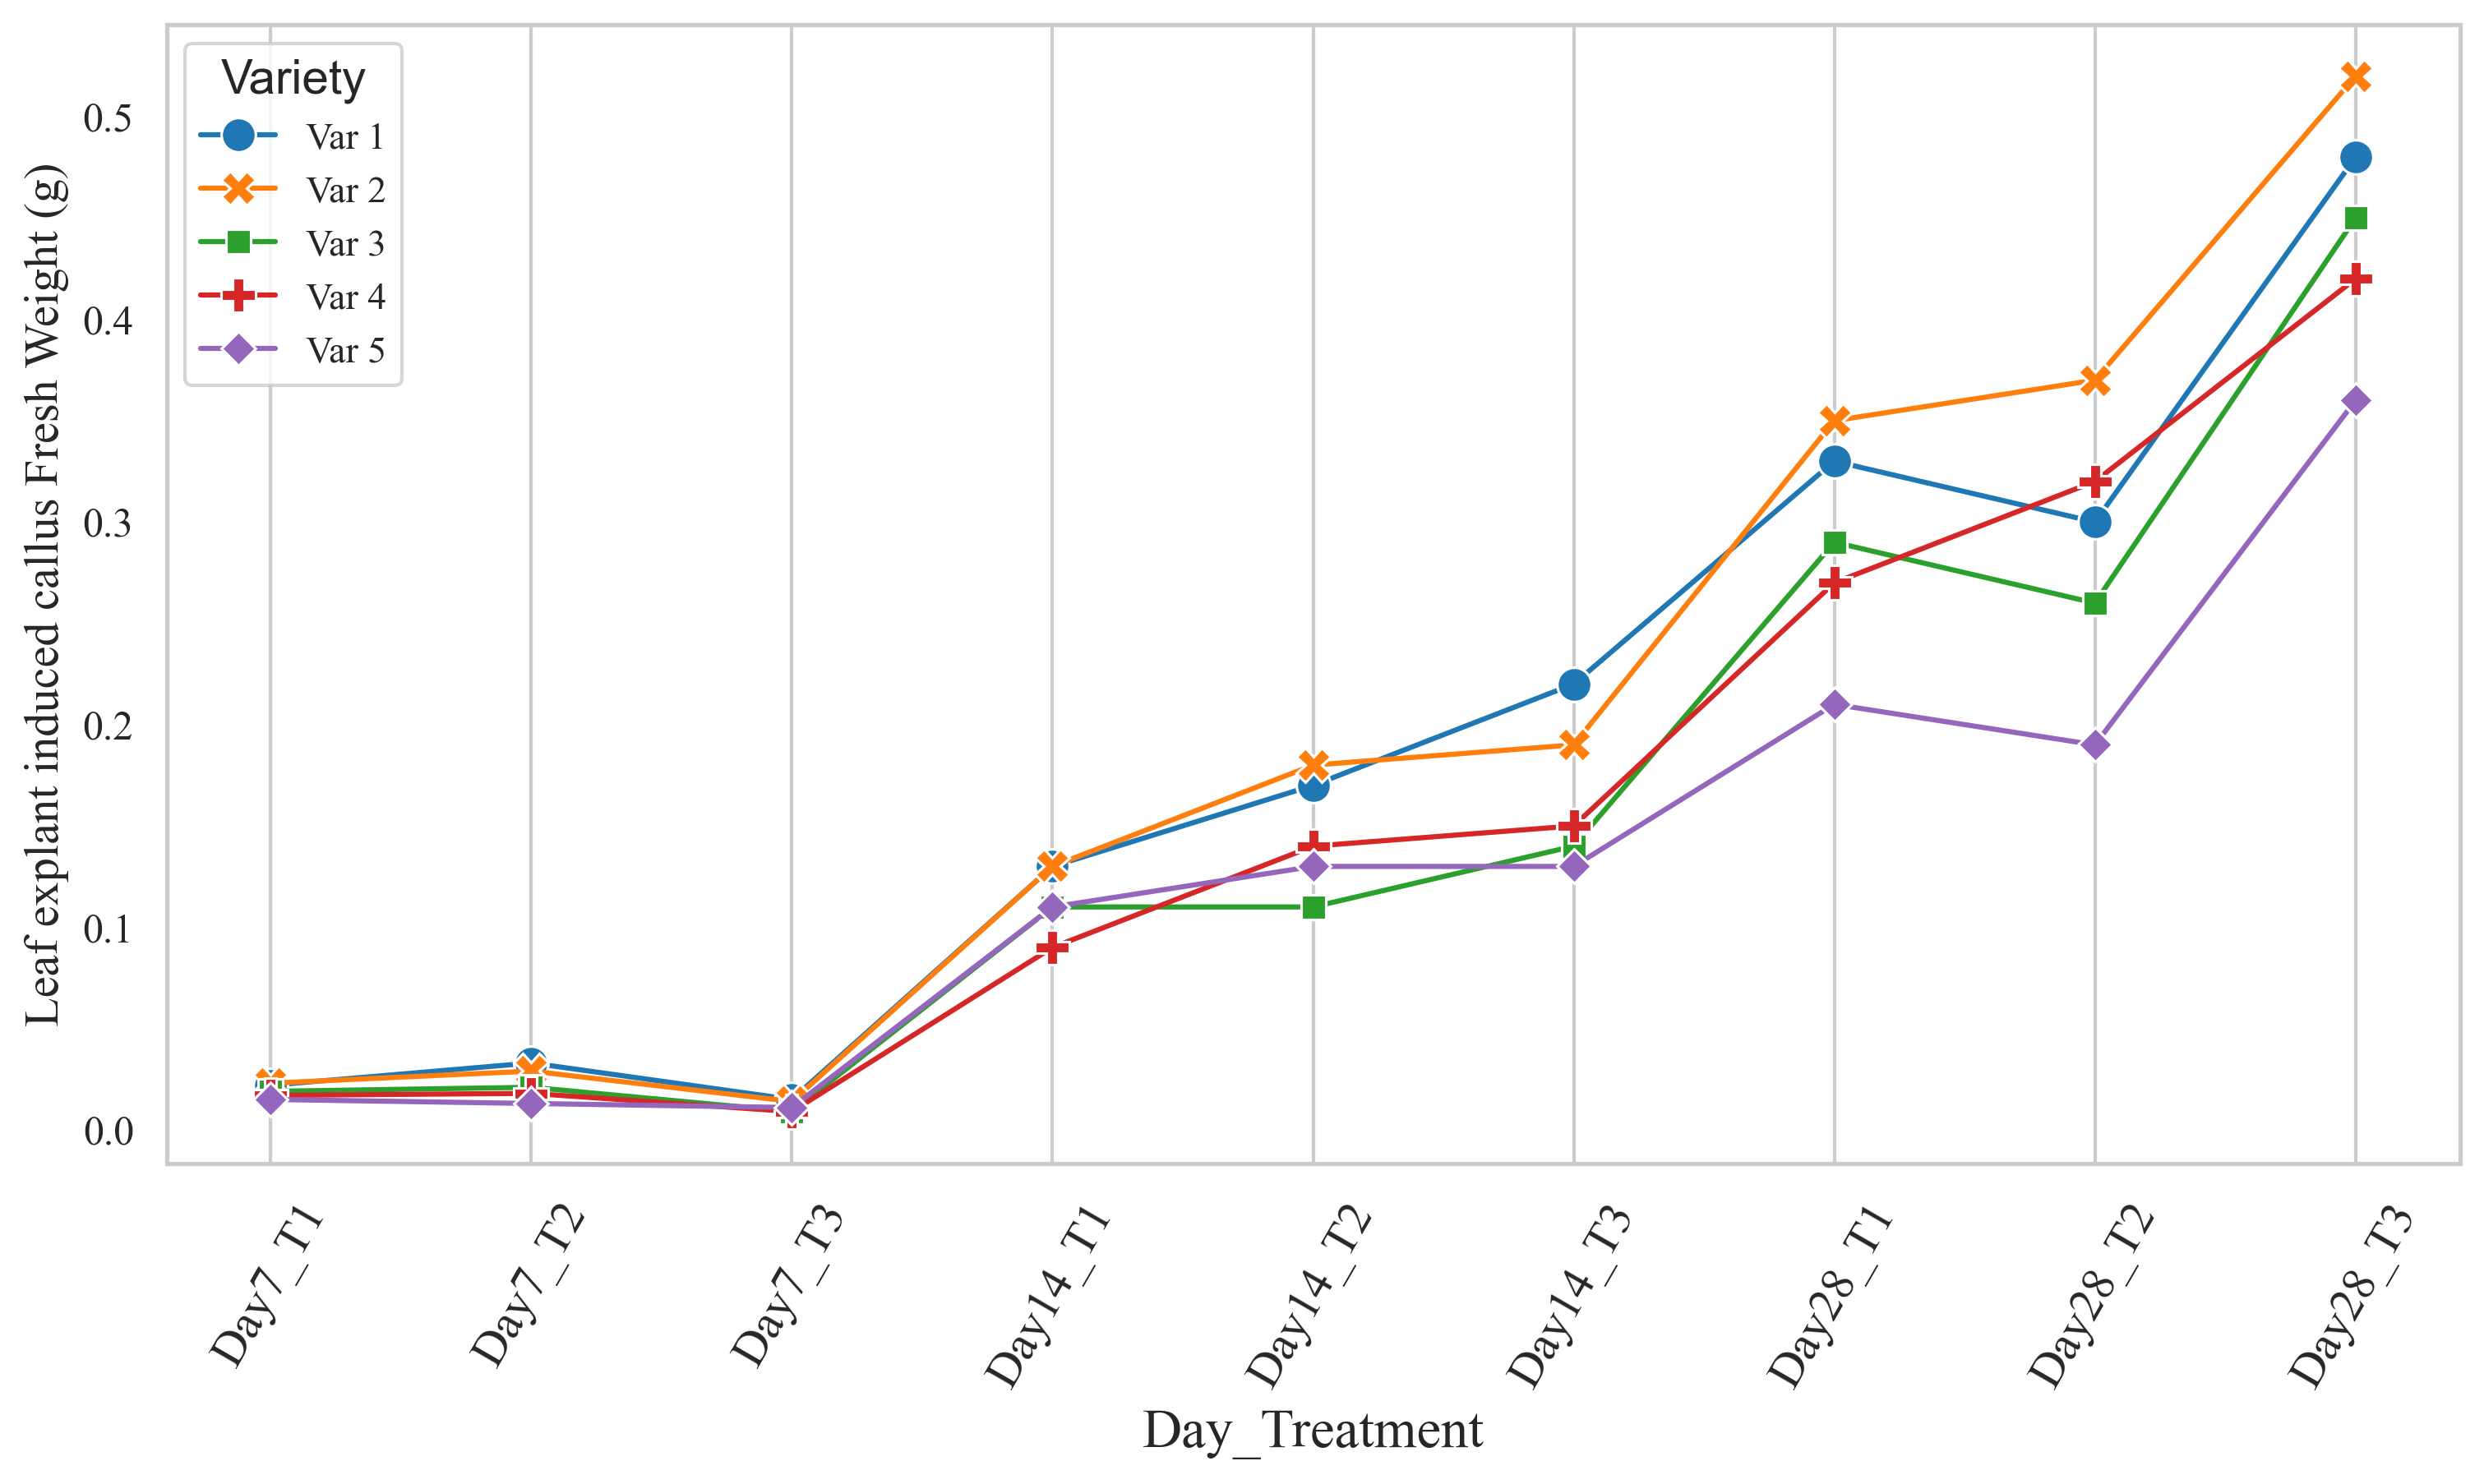 Variety
Var 1
Var 2
Var 3
Var 4
Var 5
Leaf explant induced callus Fresh Weight (g)
0.5
0.4
0.3
0.2
0.1
0.0
Day7_T1
Day7_T2
Day7_T3
Day14_T1
Day14_T2
Day14_T3
Day28_T1
Day28_T2
Day28_T3
Day_Treatment